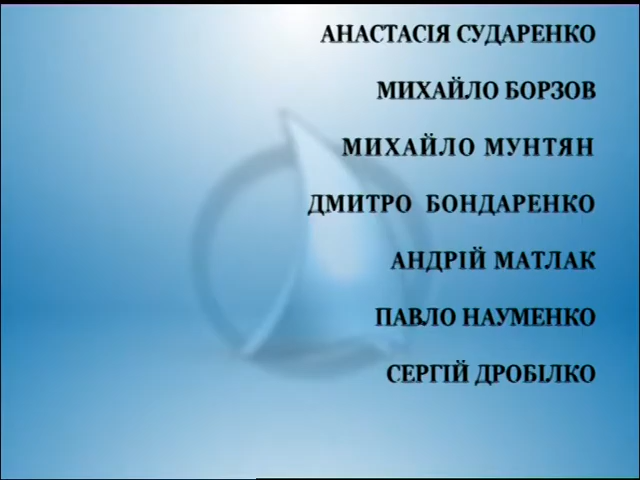 АНАСТАСІЯ СУДАРЕНКО
МИХАЙЛО БОРЗОВ
МИХАЙЛО МУНТЯН
ДМИТРО БОНДАРЕНКО
АНДРІЙ МАТЛАК
ПАВЛО НАУМЕНКО
СЕРГІЙ ДРОБІЛКО